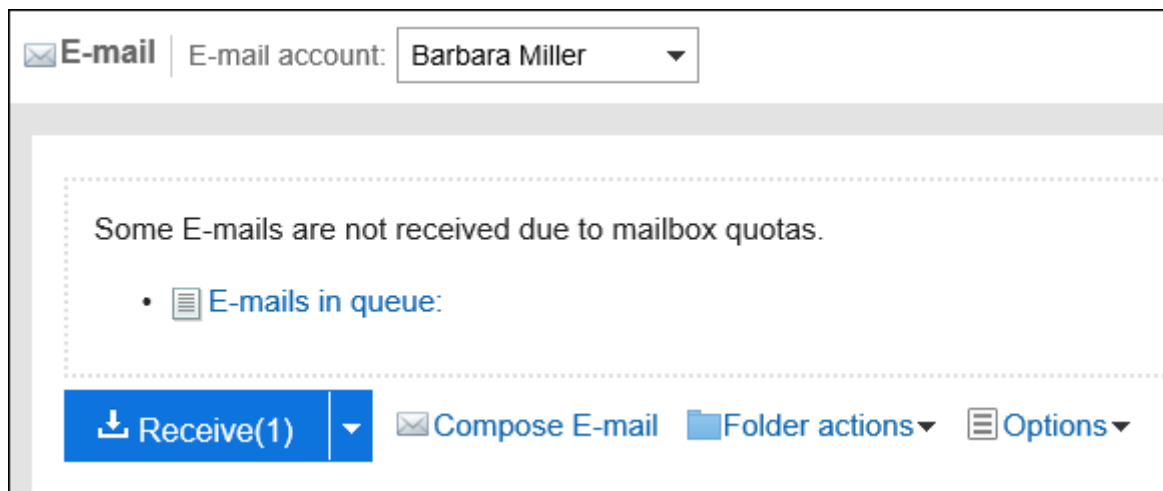 E-mail E-mail account: Barbara Miller
Some E-mails are not received due to mailbox quotas.
• E-mails in queue:
Receive(1) Compose E-mail Folder actions Options